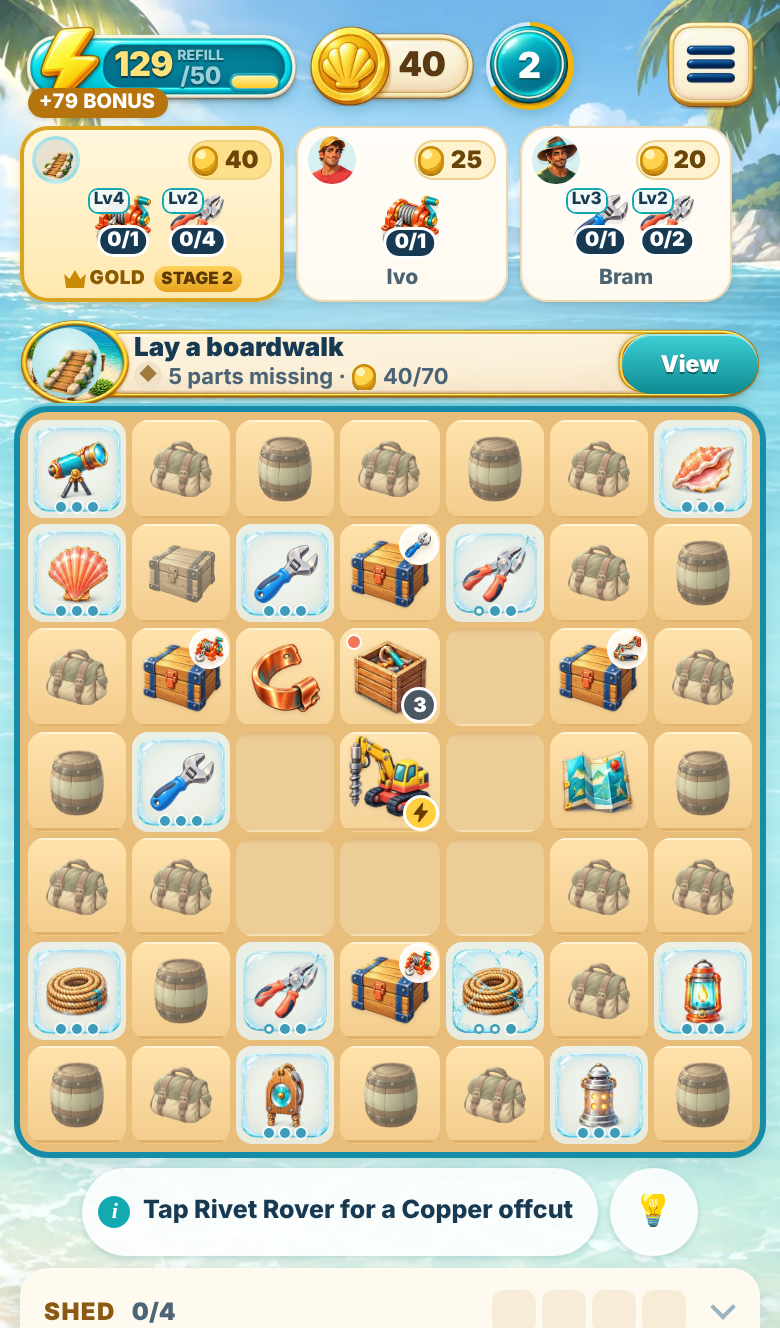 129
REFILL
/50
+79 BONUS
40
2
40
Lv4
0/1
Lv2
0/4
GOLD
STAGE 2
25
0/1
Ivo
20
Lv3
0/1
Lv2
0/2
Bram
Lay a boardwalk
5 parts missing · 40/70
View
3
i
Tap Rivet Rover for a Copper offcut
SHED 0/4